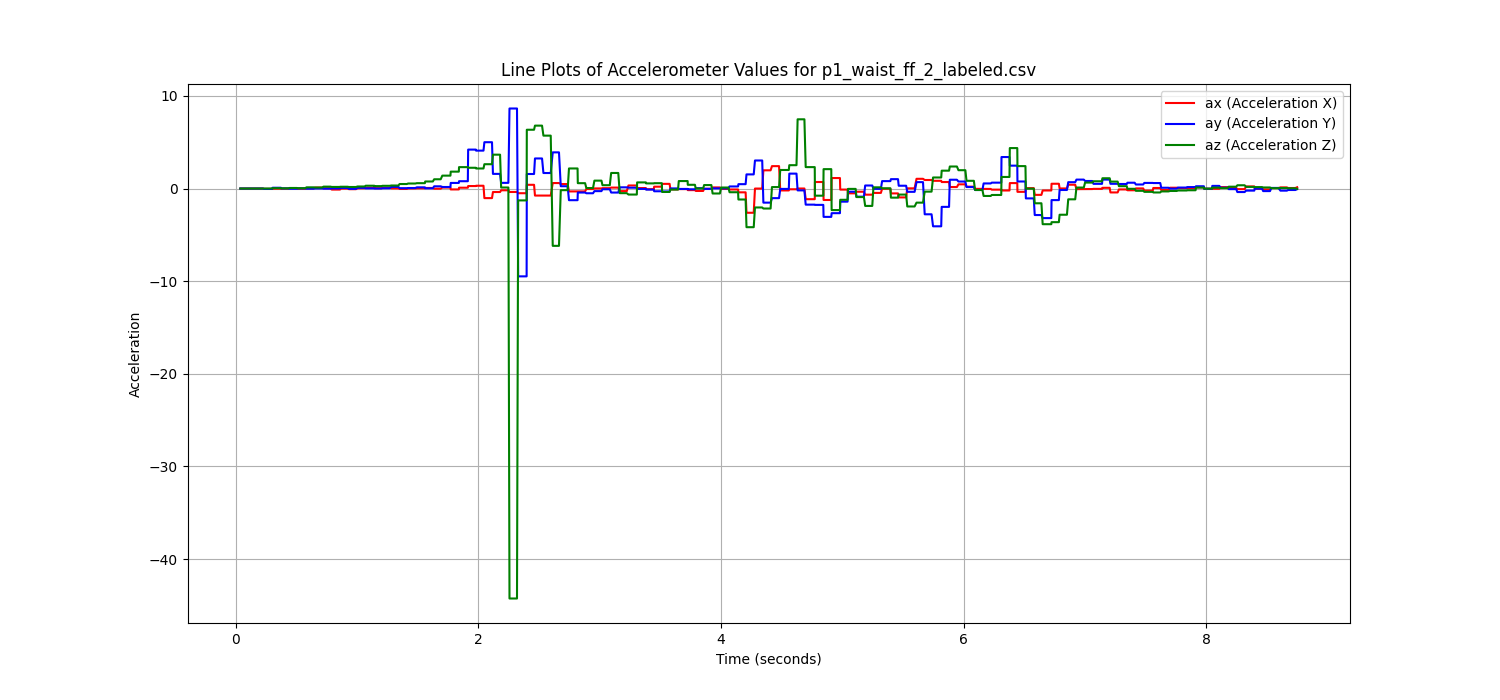 Line Plots of Accelerometer Values for p1_waist_ff_2_labeled.csv
ax (Acceleration X)
ay (Acceleration Y)
az (Acceleration Z)
10
0
−10
−20
−30
−40
Acceleration
0 2 4 6 8
Time (seconds)